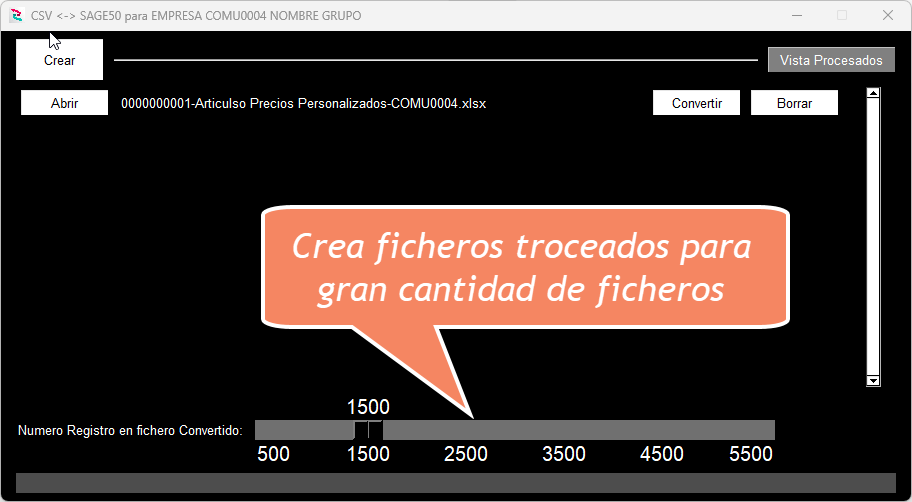 CSV <-> SAGE50 para EMPRESA COMU0004 NOMBRE GRUPO
Crear
Vista Procesados
Abrir 0000000001-Articulso Precios Personalizados-COMU0004.xlsx Convertir Borrar
Crea ficheros troceados para
gran cantidad de ficheros
1500
Numero Registro en fichero Convertido:
500 1500 2500 3500 4500 5500